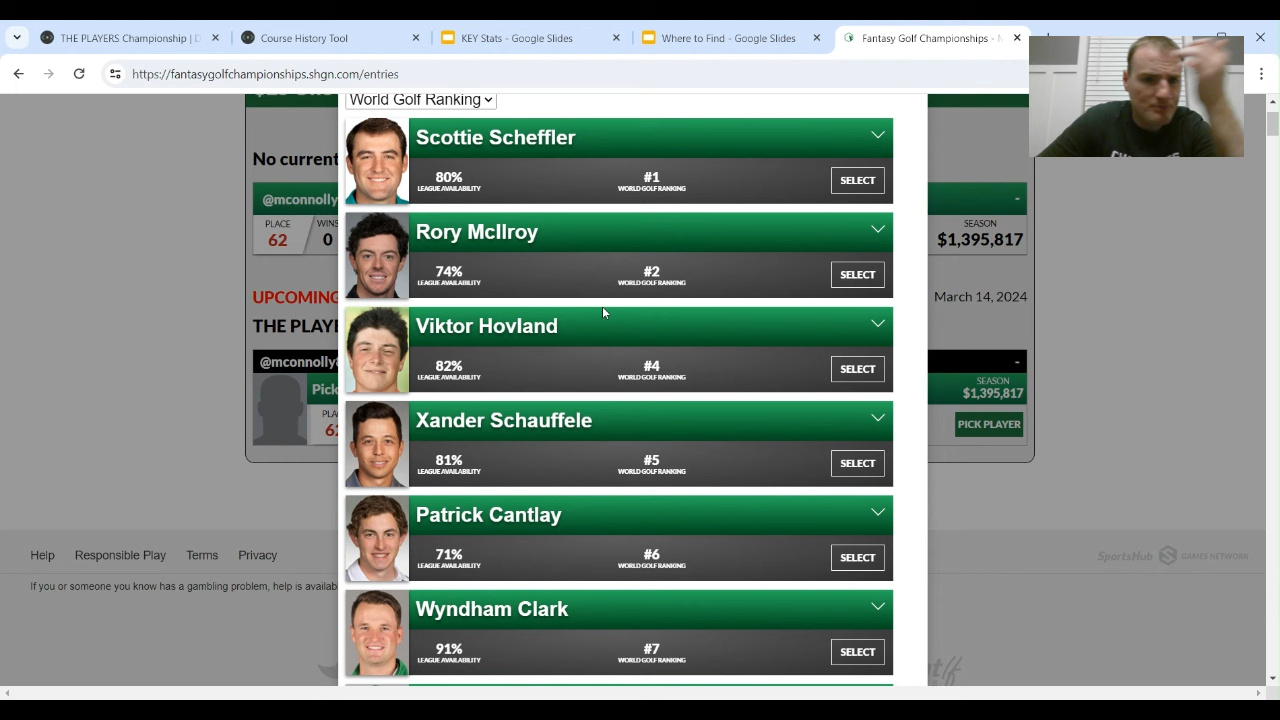 THE PLAYERS Championship | D
Course History Tool
KEY Stats - Google Slides
Where to Find - Google Slides
Fantasy Golf Championships - M
https://fantasygolfchampionships.shgn.com/entries
World Golf Ranking
No current
@mconnolly
PLACE WINS
62 0
SEASON
$1,395,817
UPCOMING
March 14, 2024
THE PLAYE
@mconnolly8
SEASON
$1,395,817
Pick
PLA
62
PICK PLAYER
Scottie Scheffler
80% #1
LEAGUE AVAILABILITY WORLD GOLF RANKING
SELECT
Rory McIlroy
74% #2
LEAGUE AVAILABILITY WORLD GOLF RANKING
SELECT
Viktor Hovland
82% #4
LEAGUE AVAILABILITY WORLD GOLF RANKING
SELECT
Xander Schauffele
81% #5
LEAGUE AVAILABILITY WORLD GOLF RANKING
SELECT
Patrick Cantlay
71% #6
LEAGUE AVAILABILITY WORLD GOLF RANKING
SELECT
Wyndham Clark
91% #7
LEAGUE AVAILABILITY WORLD GOLF RANKING
SELECT
Help Responsible Play Terms Privacy
SportsHub GAMES NETWORK
If you or someone you know has a gambling problem, help is availab